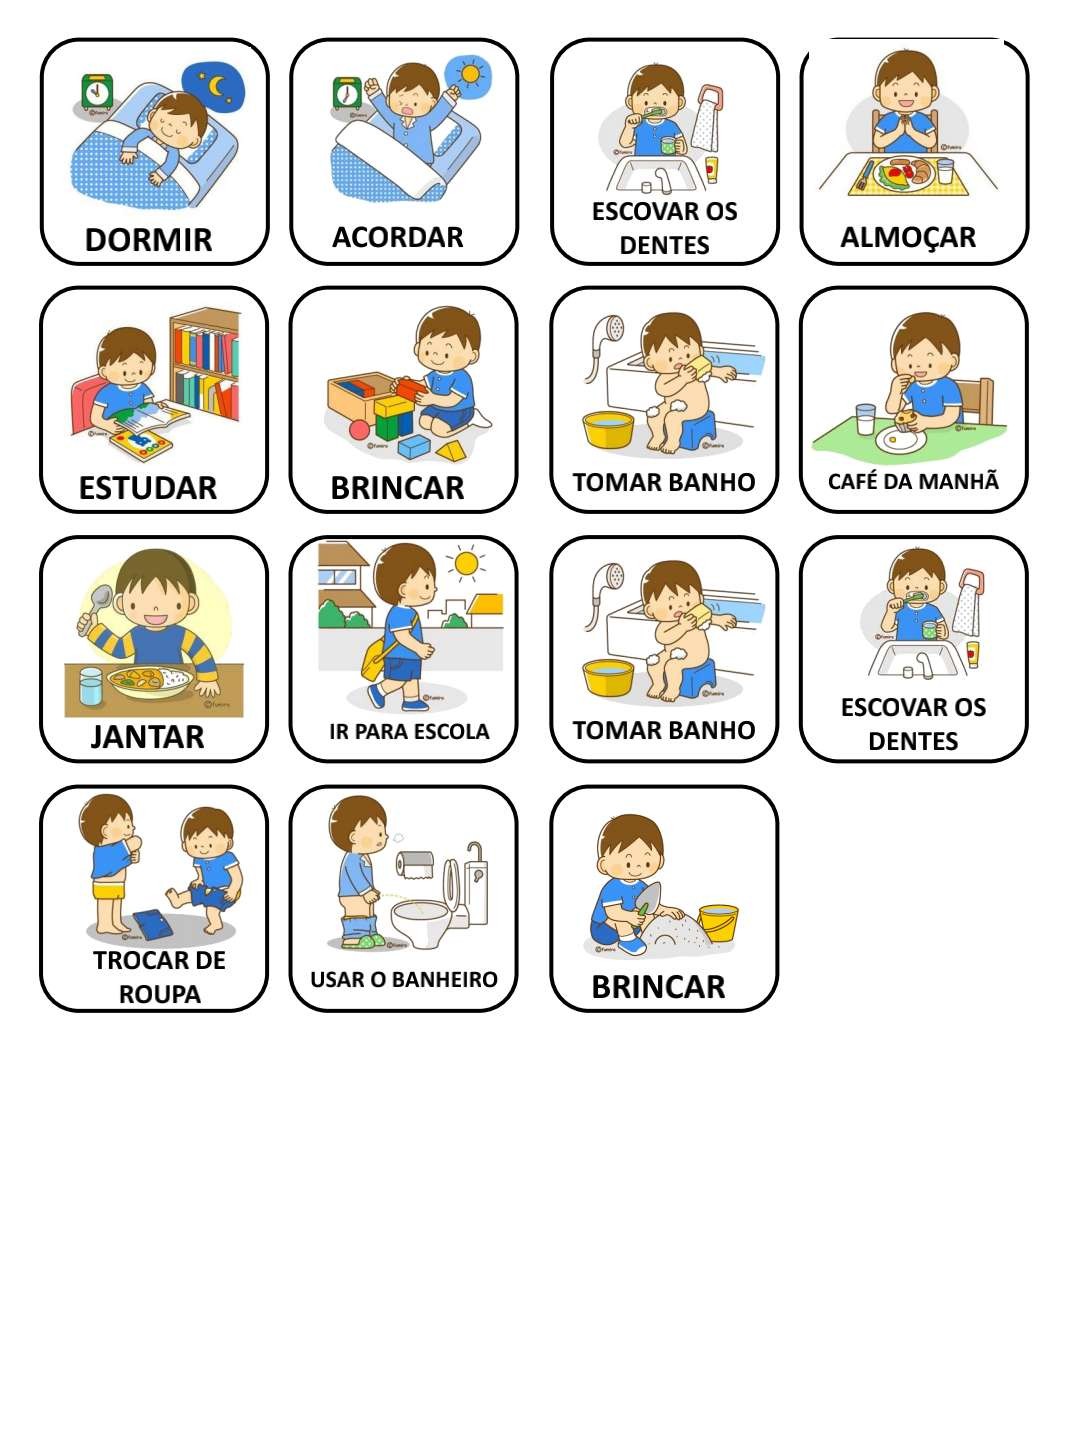 DORMIR
ACORDAR
ESCOVAR OS
DENTES
ALMOÇAR
ESTUDAR
BRINCAR
TOMAR BANHO
CAFÉ DA MANHÃ
JANTAR
IR PARA ESCOLA
TOMAR BANHO
ESCOVAR OS
DENTES
TROCAR DE
ROUPA
USAR O BANHEIRO
BRINCAR